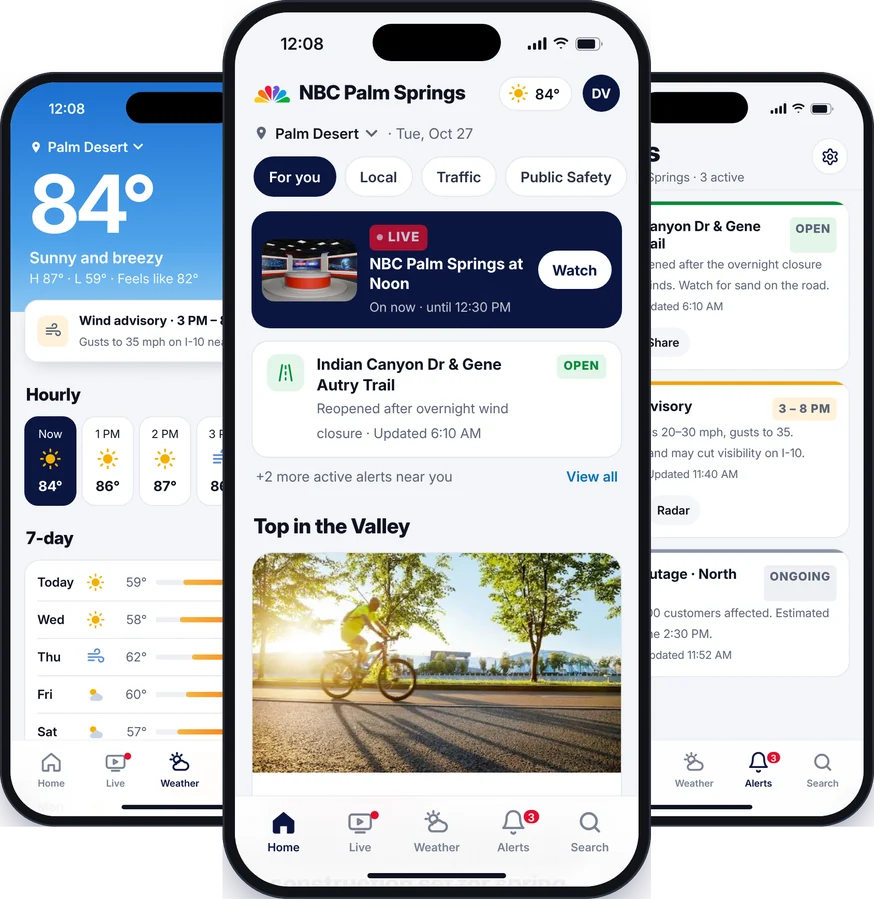 12:08
Palm Desert
84°
Sunny and breezy
H 87° · L 59° · Feels like 82°
Wind advisory · 3 PM –
Gusts to 35 mph on I-10
Hourly
Now
1 PM
2 PM
3
84°
86°
87°
7-day
Today 59°
Wed 58°
Thu 62°
Fri 60°
Sat 57°
Home
Live
Weather
12:08
NBC Palm Springs
84°
DV
Palm Desert · Tue, Oct 27
For you
Local
Traffic
Public Safety
LIVE
NBC Palm Springs at
Noon
On now · until 12:30 PM
Watch
Indian Canyon Dr & Gene
Autry Trail
OPEN
Reopened after overnight wind
closure · Updated 6:10 AM
+2 more active alerts near you
View all
Top in the Valley
construction set for spring
Home
Live
Weather
3
Alerts
Search
Springs · 3 active
anyon Dr & Gene
ail
OPEN
ened after the overnight closure
inds. Watch for sand on the road.
dated 6:10 AM
Share
visory
3 – 8 PM
s 20–30 mph, gusts to 35.
and may cut visibility on I-10.
Updated 11:40 AM
Radar
utage · North
ONGOING
00 customers affected. Estimated
e 2:30 PM.
pdated 11:52 AM
Weather
3
Alerts
Search